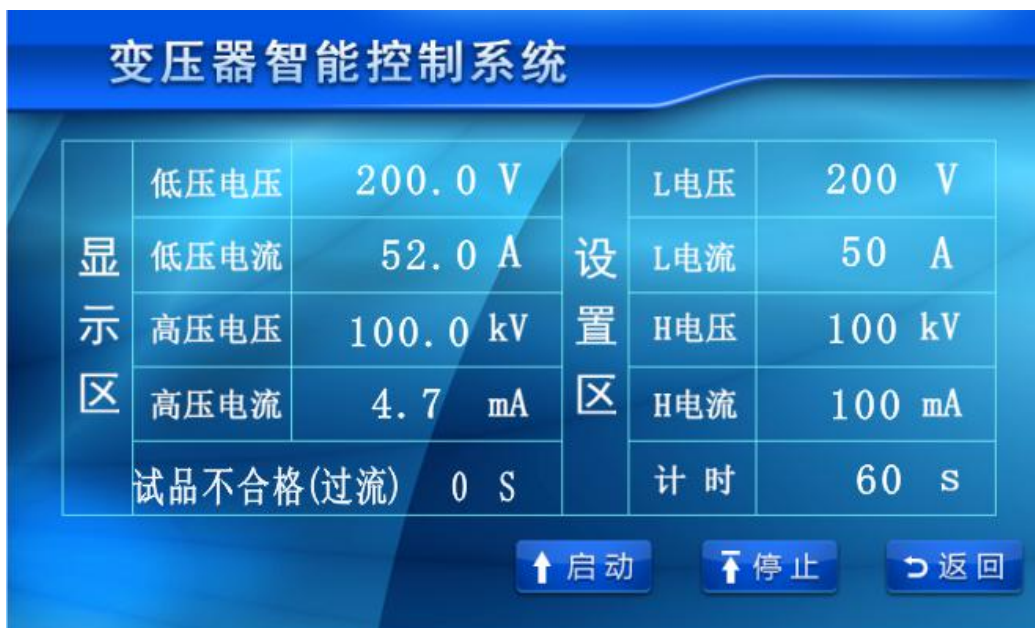 变压器智能控制系统
显示区
低压电压 200.0 V
低压电流 52.0 A
高压电压 100.0 kV
高压电流 4.7 mA
试品不合格(过流) 0 S
设置区
L电压 200 V
L电流 50 A
H电压 100 kV
H电流 100 mA
计时 60 s
启动 停止 返回